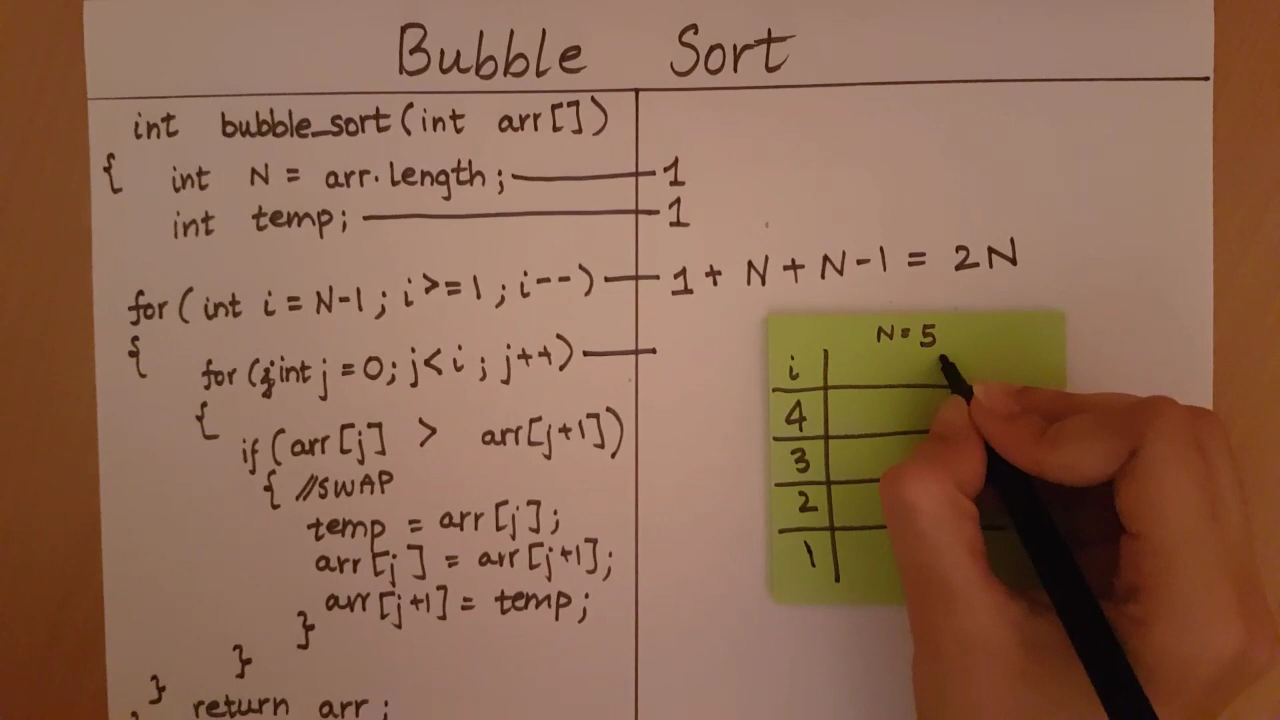 Bubble Sort
int bubble_sort(int arr[])
{ int N = arr.length; 1
int temp; 1
for(int i = N-1; i>=1; i--) 1 + N + N-1 = 2N
{ for(int j = 0; j<i; j++)
{
if(arr[j] > arr[j+1])
{ //SWAP
temp = arr[j];
arr[j] = arr[j+1];
arr[j+1] = temp;
}
}
} return arr;
N=5
i
4
3
2
1